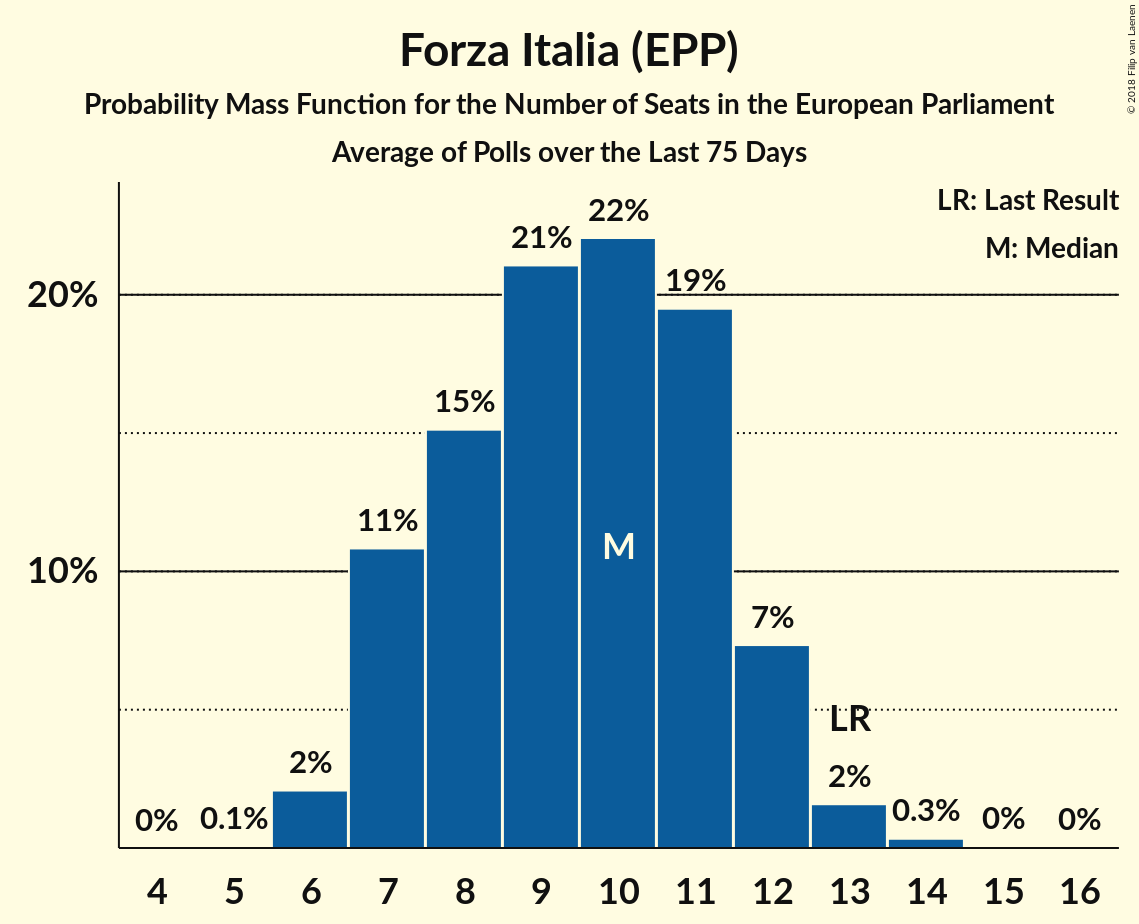 Forza Italia (EPP)
Probability Mass Function for the Number of Seats in the European Parliament
Average of Polls over the Last 75 Days
© 2018 Filip van Laenen
LR: Last Result
M: Median
20%
10%
0%
0.1%
2%
11%
15%
21%
22%
19%
7%
2%
0.3%
0%
0%
M
LR
4 5 6 7 8 9 10 11 12 13 14 15 16